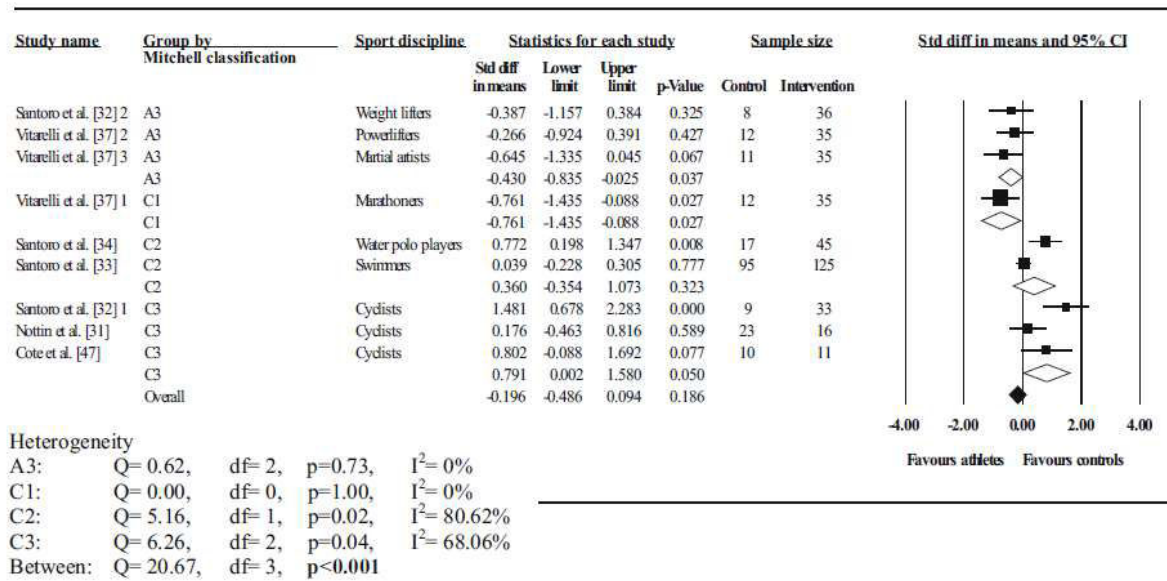 Study name Group by Sport discipline Statistics for each study Sample size Std diff in means and 95% CI
Mitchell classification
Std diff Lower Upper
in means limit limit p-Value Control Intervention
Santoro et al. [32] 2 A3 Weight lifters -0.387 -1.157 0.384 0.325 8 36
Vitarelli et al. [37] 2 A3 Powerlifters -0.266 -0.924 0.391 0.427 12 35
Vitarelli et al. [37] 3 A3 Martial artists -0.645 -1.335 0.045 0.067 11 35
A3 -0.430 -0.835 -0.025 0.037
Vitarelli et al. [37] 1 C1 Marathoners -0.761 -1.435 -0.088 0.027 12 35
C1 -0.761 -1.435 -0.088 0.027
Santoro et al. [34] C2 Water polo players 0.772 0.198 1.347 0.008 17 45
Santoro et al. [33] C2 Swimmers 0.039 -0.228 0.305 0.777 95 125
C2 0.360 -0.354 1.073 0.323
Santoro et al. [32] 1 C3 Cyclists 1.481 0.678 2.283 0.000 9 33
Nottin et al. [31] C3 Cyclists 0.176 -0.463 0.816 0.589 23 16
Cote et al. [47] C3 Cyclists 0.802 -0.088 1.692 0.077 10 11
C3 0.791 0.002 1.580 0.050
Overall -0.196 -0.486 0.094 0.186
-4.00 -2.00 0.00 2.00 4.00
Favours athletes Favours controls
Heterogeneity
A3: Q= 0.62, df= 2, p=0.73, I²= 0%
C1: Q= 0.00, df= 0, p=1.00, I²= 0%
C2: Q= 5.16, df= 1, p=0.02, I²= 80.62%
C3: Q= 6.26, df= 2, p=0.04, I²= 68.06%
Between: Q= 20.67, df= 3, p<0.001